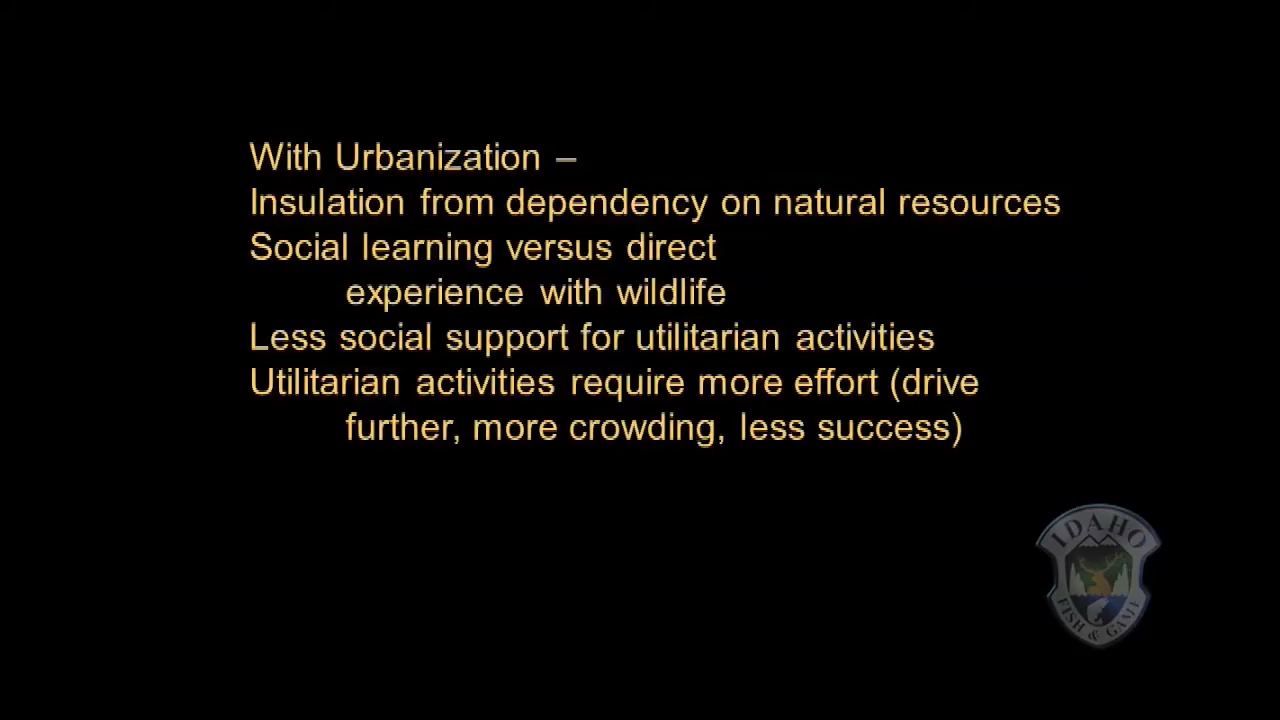 With Urbanization –
Insulation from dependency on natural resources
Social learning versus direct
experience with wildlife
Less social support for utilitarian activities
Utilitarian activities require more effort (drive
further, more crowding, less success)
IDAHO
FISH & GAME